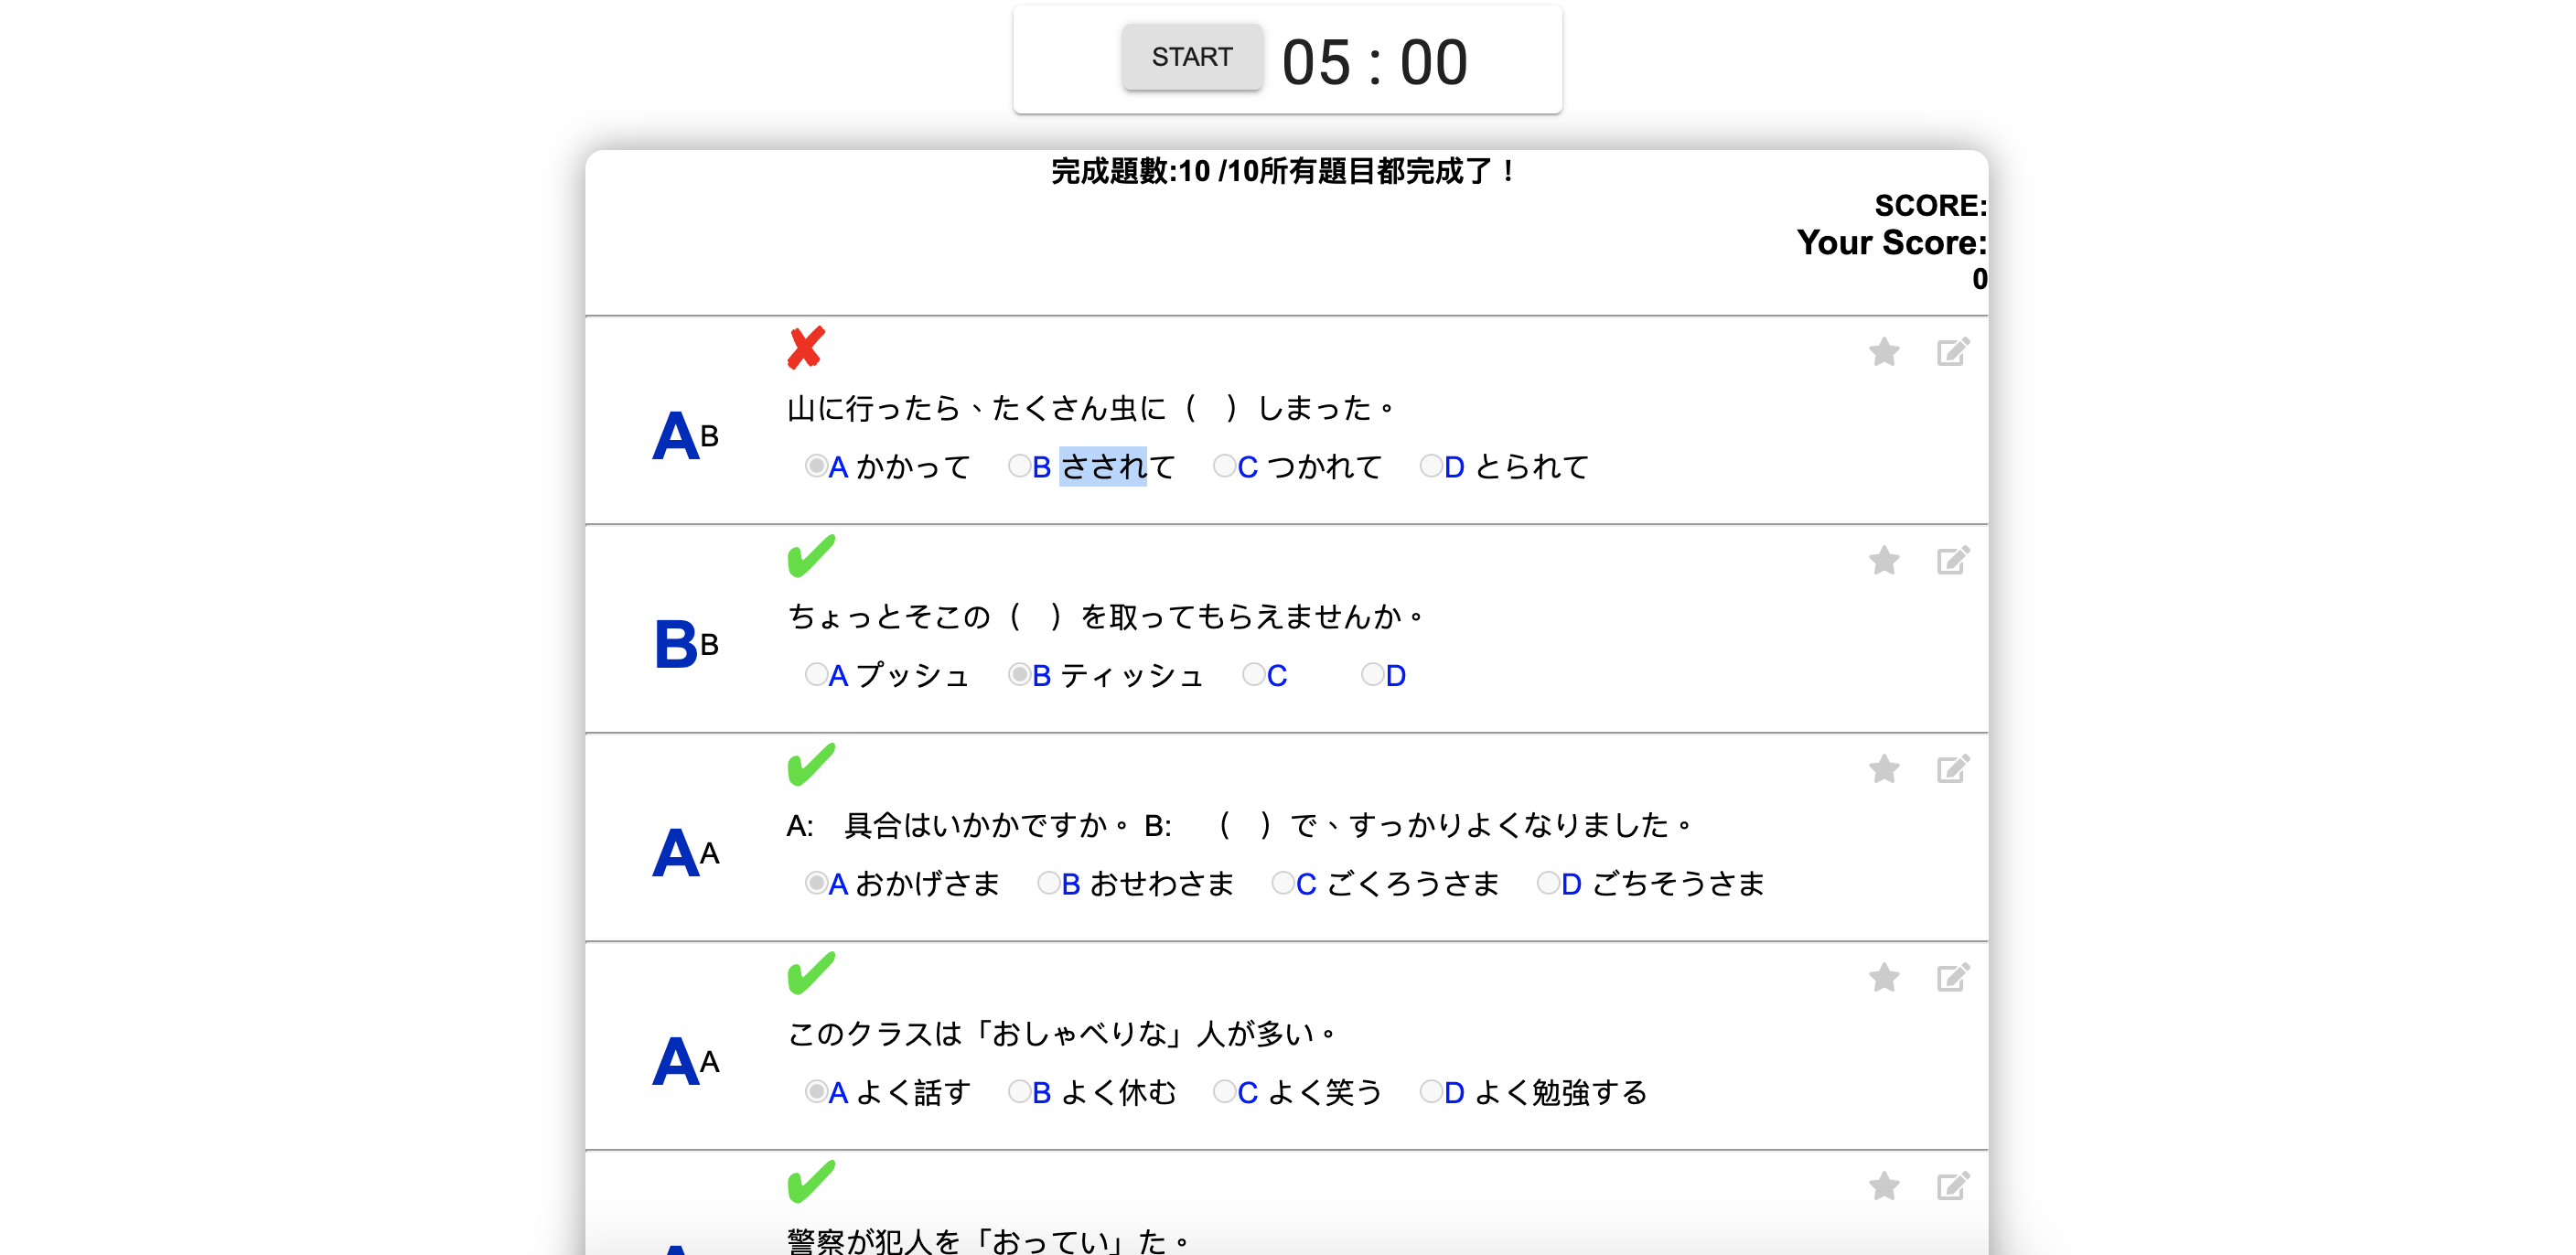 START 05 : 00
完成題數:10 /10所有題目都完成了！
SCORE:
Your Score:
0
山に行ったら、たくさん虫に（　）しまった。
A B
A かかって B さされて C つかれて D とられて
ちょっとそこの（　）を取ってもらえませんか。
B B
A プッシュ B ティッシュ C D
A:　具合はいかかですか。B:　（　）で、すっかりよくなりました。
A A
A おかげさま B おせわさま C ごくろうさま D ごちそうさま
このクラスは「おしゃべりな」人が多い。
A A
A よく話す B よく休む C よく笑う D よく勉強する
警察が犯人を「おってい」た。